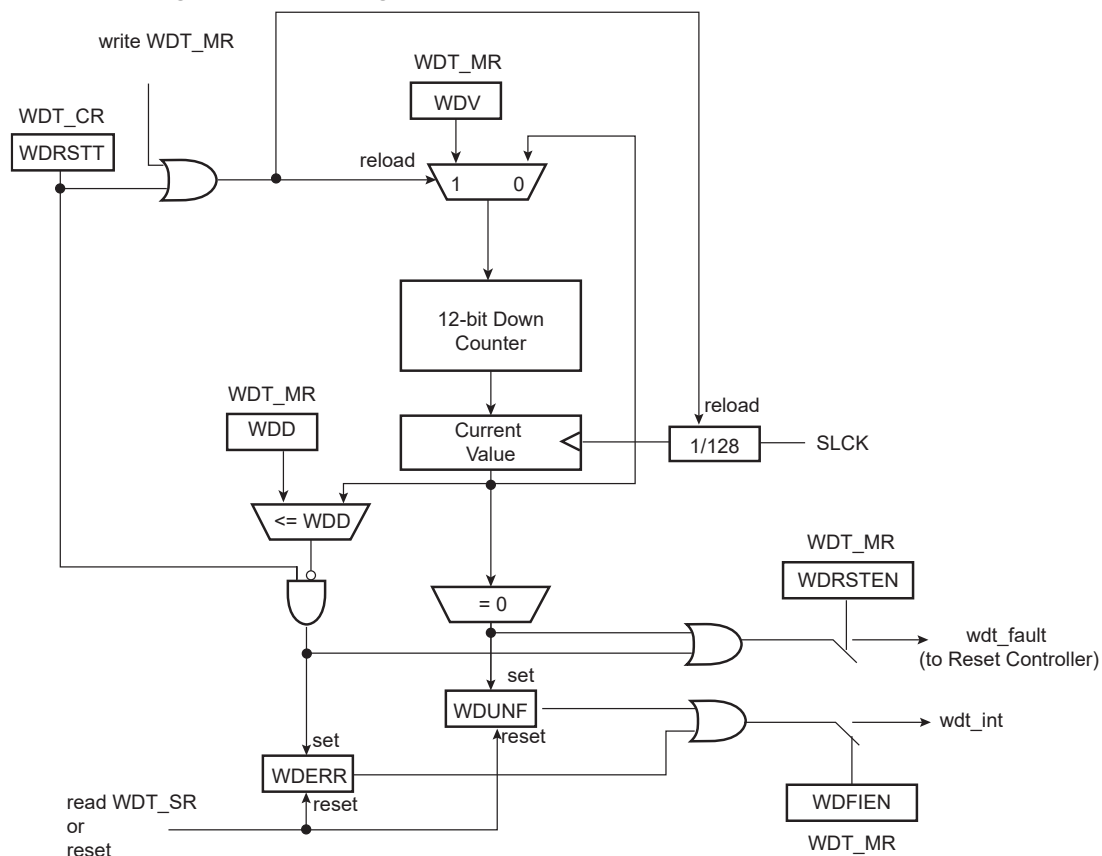 write WDT_MR
WDT_MR
WDV
WDT_CR
WDRSTT
reload
1 0
12-bit Down
Counter
WDT_MR
WDD
reload
Current
Value
1/128
SLCK
<= WDD
WDT_MR
WDRSTEN
= 0
wdt_fault
(to Reset Controller)
set
WDUNF
reset
wdt_int
set
WDERR
reset
read WDT_SR
or
reset
WDFIEN
WDT_MR